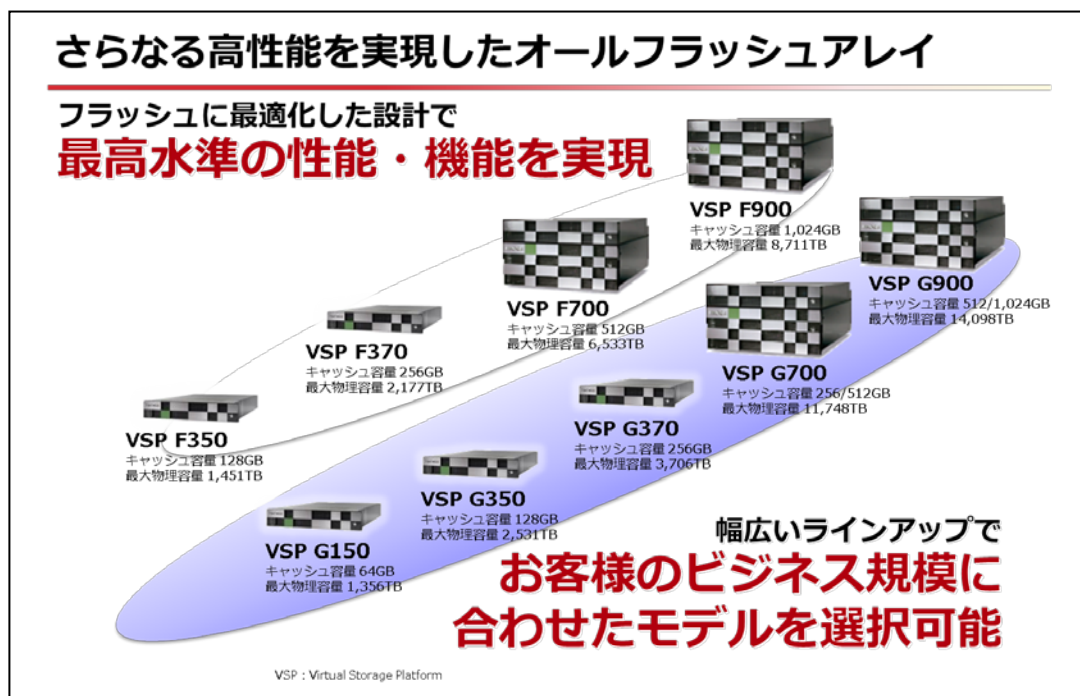 さらなる高性能を実現したオールフラッシュアレイ
フラッシュに最適化した設計で
最高水準の性能・機能を実現
VSP F900
キャッシュ容量 1,024GB
最大物理容量 8,711TB
VSP F700
キャッシュ容量 512GB
最大物理容量 6,533TB
VSP F370
キャッシュ容量 256GB
最大物理容量 2,177TB
VSP F350
キャッシュ容量 128GB
最大物理容量 1,451TB
VSP G900
キャッシュ容量 512/1,024GB
最大物理容量 14,098TB
VSP G700
キャッシュ容量 256/512GB
最大物理容量 11,748TB
VSP G370
キャッシュ容量 256GB
最大物理容量 3,706TB
VSP G350
キャッシュ容量 128GB
最大物理容量 2,531TB
VSP G150
キャッシュ容量 64GB
最大物理容量 1,356TB
幅広いラインアップで
お客様のビジネス規模に
合わせたモデルを選択可能
VSP : Virtual Storage Platform